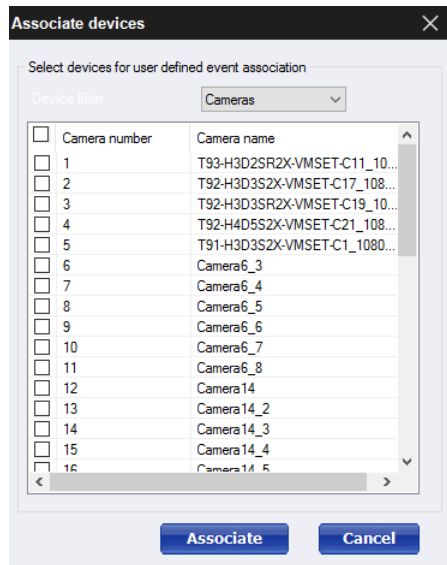 Associate devices
Select devices for user defined event association
Device filter Cameras
Camera number Camera name
1 T93-H3D2SR2X-VMSET-C11_10...
2 T92-H3D3S2X-VMSET-C17_108...
3 T92-H3D3SR2X-VMSET-C19_10...
4 T92-H4D5S2X-VMSET-C21_108...
5 T91-H3D3S2X-VMSET-C1_1080...
6 Camera6_3
7 Camera6_4
8 Camera6_5
9 Camera6_6
10 Camera6_7
11 Camera6_8
12 Camera14
13 Camera14_2
14 Camera14_3
15 Camera14_4
16 Camera14_5
Associate Cancel